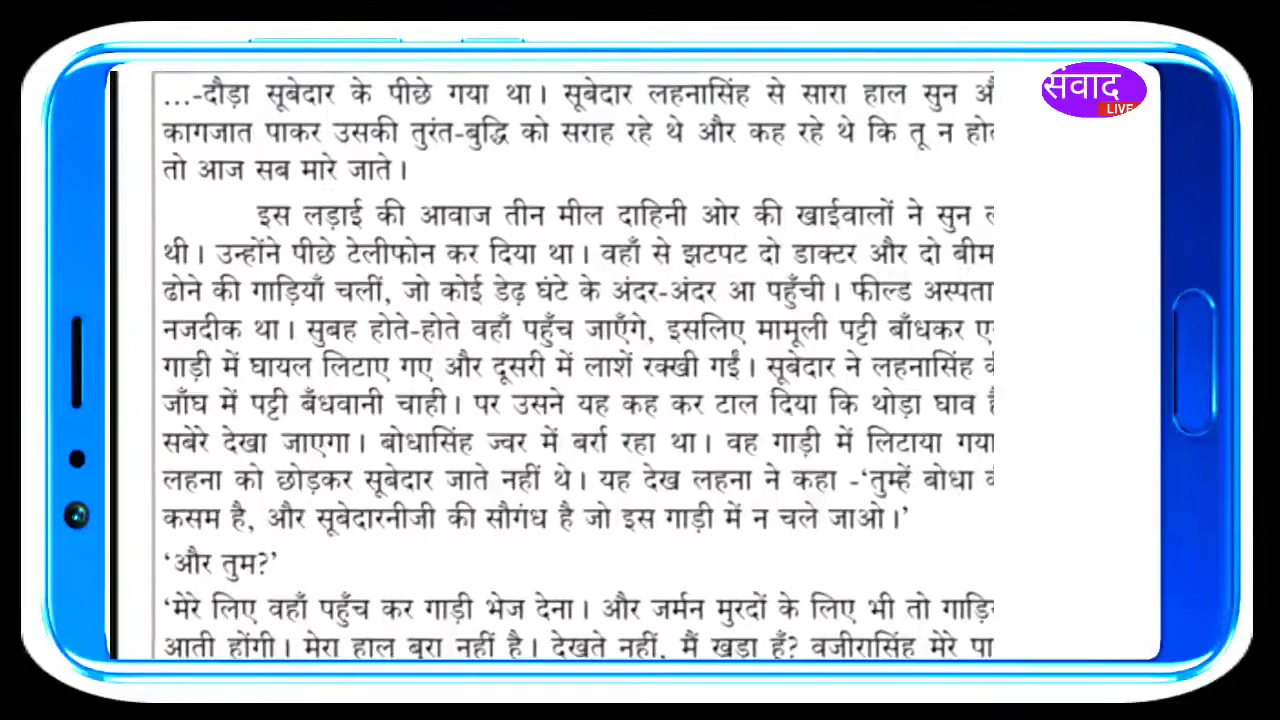 संवाद
LIVE
...-दौड़ा सूबेदार के पीछे गया था। सूबेदार लहनासिंह से सारा हाल सुन
कागजात पाकर उसकी तुरंत-बुद्धि को सराह रहे थे और कह रहे थे कि तू न
तो आज सब मारे जाते।
इस लड़ाई की आवाज तीन मील दाहिनी ओर की खाईवालों ने सुन
थी। उन्होंने पीछे टेलीफोन कर दिया था। वहाँ से झटपट दो डाक्टर और दो
ढोने की गाड़ियाँ चलीं, जो कोई डेढ़ घंटे के अंदर-अंदर आ पहुँची। फील्ड
नजदीक था। सुबह होते-होते वहाँ पहुँच जाएँगे, इसलिए मामूली पट्टी बाँधकर
गाड़ी में घायल लिटाए गए और दूसरी में लाशें रक्खी गईं। सूबेदार ने लहनासिंह
जाँघ में पट्टी बँधवानी चाही। पर उसने यह कह कर टाल दिया कि थोड़ा घाव
सबेरे देखा जाएगा। बोधासिंह ज्वर में बर्रा रहा था। वह गाड़ी में लिटाया गया
लहना को छोड़कर सूबेदार जाते नहीं थे। यह देख लहना ने कहा -‘तुम्हें बोधा
कसम है, और सूबेदारनीजी की सौगंध है जो इस गाड़ी में न चले जाओ।’
‘और तुम?’
‘मेरे लिए वहाँ पहुँच कर गाड़ी भेज देना। और जर्मन मुरदों के लिए भी तो
आती होंगी। मेरा हाल बुरा नहीं है। देखते नहीं, मैं खड़ा हूँ? वजीरासिंह मेरे